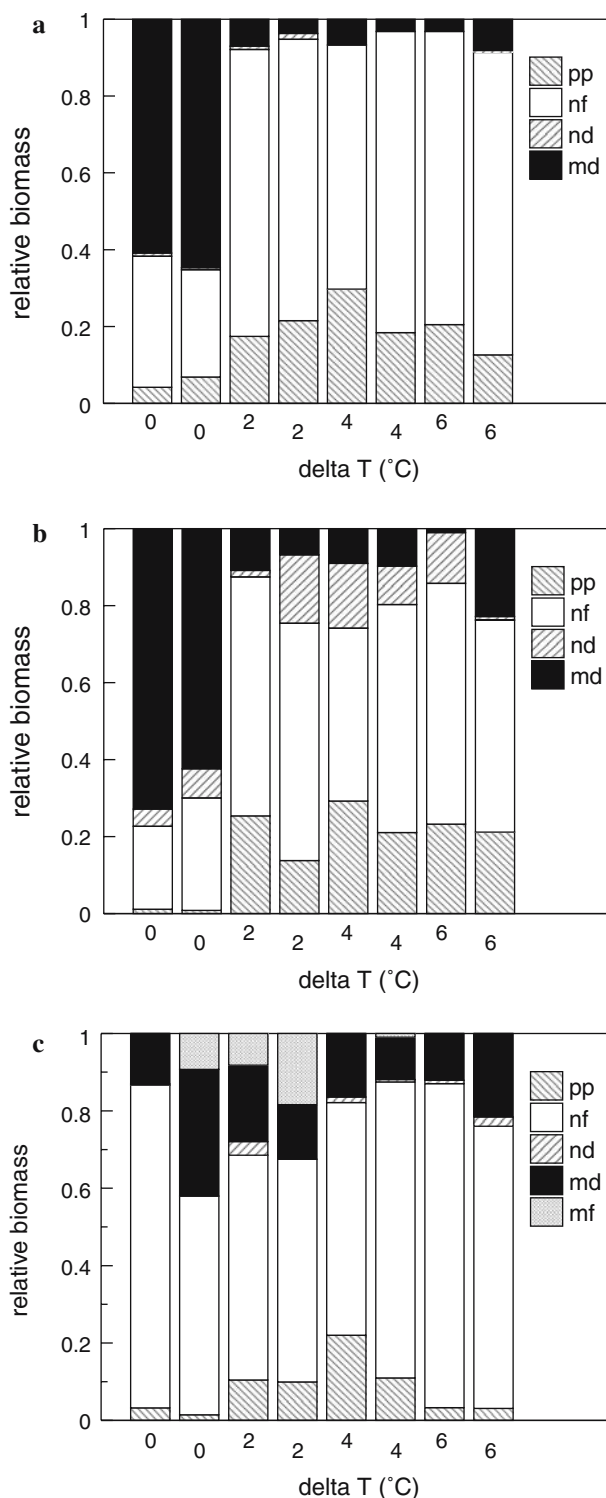 a
1
0.8
0.6
0.4
0.2
0
relative biomass
pp
nf
nd
md
0 0 2 2 4 4 6 6
delta T (˚C)
b
1
0.8
0.6
0.4
0.2
0
relative biomass
pp
nf
nd
md
0 0 2 2 4 4 6 6
delta T (˚C)
c
1
0.8
0.6
0.4
0.2
0
relative biomass
pp
nf
nd
md
mf
0 0 2 2 4 4 6 6
delta T (˚C)